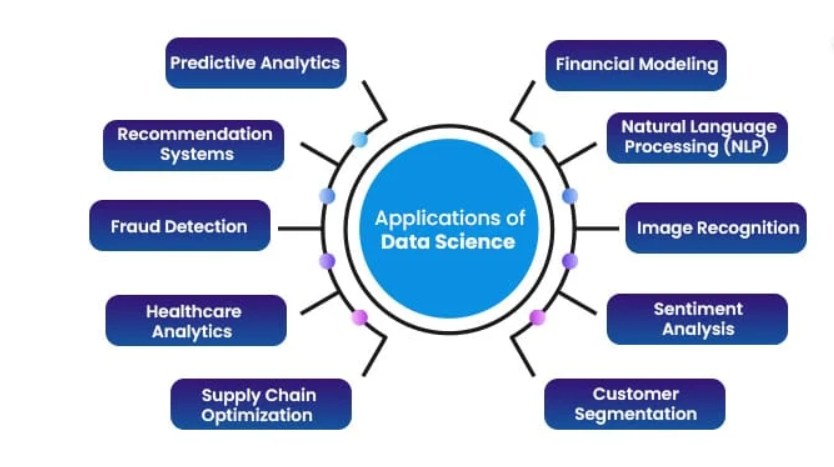 Predictive Analytics
Recommendation
Systems
Fraud Detection
Healthcare
Analytics
Supply Chain
Optimization
Applications of
Data Science
Financial Modeling
Natural Language
Processing (NLP)
Image Recognition
Sentiment
Analysis
Customer
Segmentation